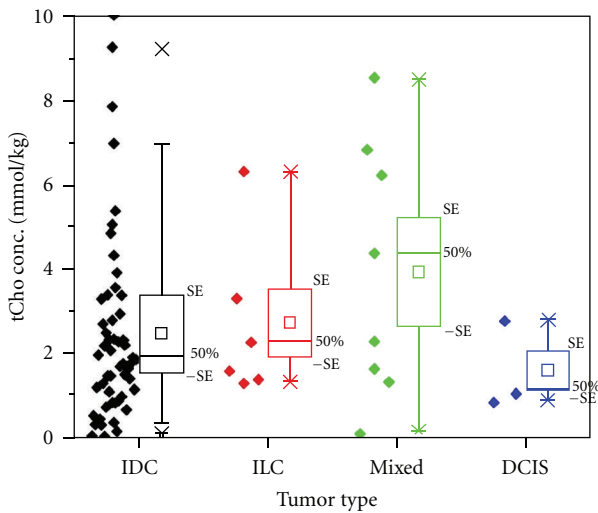 tCho conc. (mmol/kg)
10
8
6
4
2
0
SE
50%
−SE
SE
50%
−SE
SE
50%
−SE
SE
50%
−SE
IDC
ILC
Mixed
DCIS
Tumor type